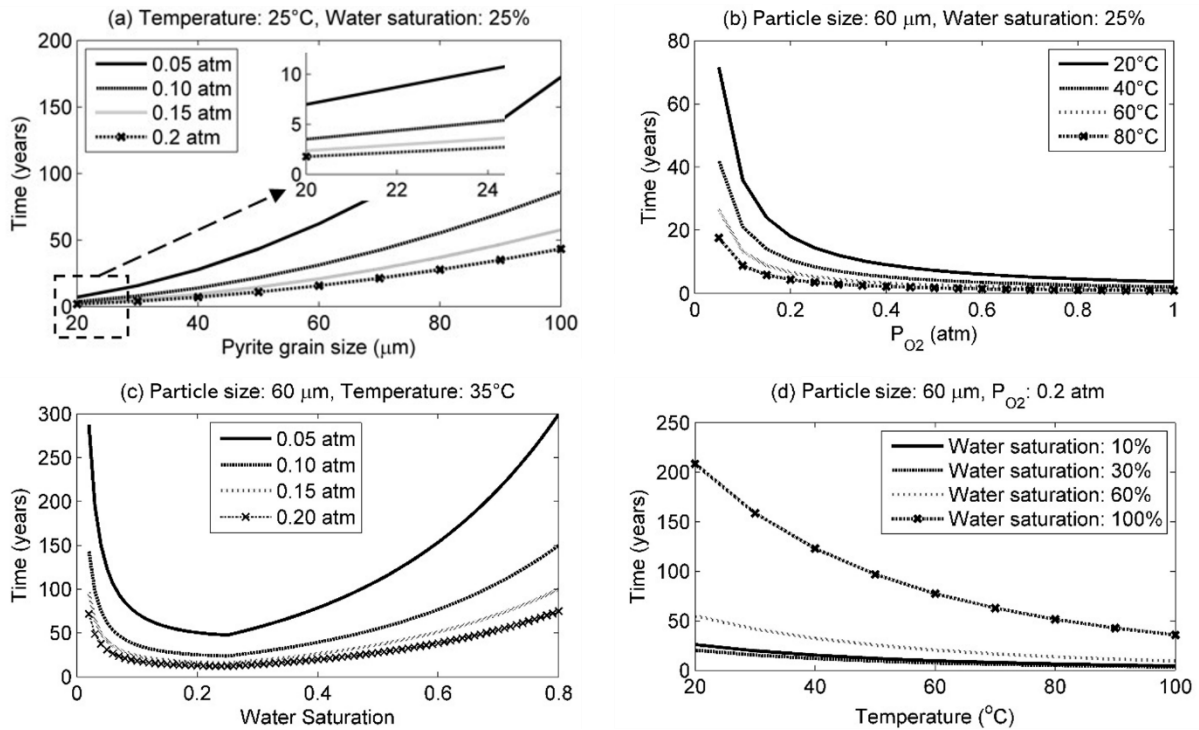 (a) Temperature: 25°C, Water saturation: 25%
200
150
100
50
0
Time (years)
0.05 atm
0.10 atm
0.15 atm
0.2 atm
10
5
0
20 22 24
20 40 60 80 100
Pyrite grain size (μm)
(b) Particle size: 60 μm, Water saturation: 25%
80
60
40
20
0
Time (years)
20°C
40°C
60°C
80°C
0 0.2 0.4 0.6 0.8 1
P_O2 (atm)
(c) Particle size: 60 μm, Temperature: 35°C
300
250
200
150
100
50
0
Time (years)
0.05 atm
0.10 atm
0.15 atm
0.20 atm
0 0.2 0.4 0.6 0.8
Water Saturation
(d) Particle size: 60 μm, P_O2: 0.2 atm
250
200
150
100
50
0
Time (years)
Water saturation: 10%
Water saturation: 30%
Water saturation: 60%
Water saturation: 100%
20 40 60 80 100
Temperature (°C)